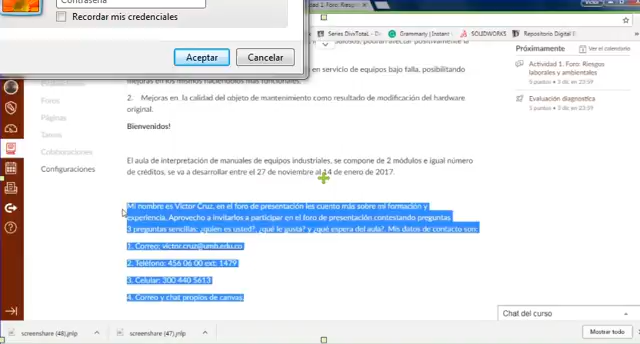 Contraseña
Recordar mis credenciales
Aceptar
Cancelar
Actividad 1. Foro: Riesgos
Series DivxTotaL
Grammarly | Instant
SOLIDWORKS
Repositorio Digital
Foros
Páginas
Tareas
Colaboraciones
Configuraciones
en servicio de equipos bajo falla, posibilitando
mejoras en los mismos haciéndolos más funcionales.
2. Mejoras en la calidad del objeto de mantenimiento como resultado de modificación del hardware
original.
Bienvenidos!
El aula de interpretación de manuales de equipos industriales, se compone de 2 módulos e igual número
de créditos, se va a desarrollar entre el 27 de noviembre al 14 de enero de 2017.
Mi nombre es Víctor Cruz, en el foro de presentación les cuento más sobre mi formación y
experiencia. Aprovecho a invitarlos a participar en el foro de presentación contestando preguntas
3 preguntas sencillas: ¿quien es usted?, ¿qué le gusta? y ¿qué espera del aula?. Mis datos de contacto son:
1. Correo: victor.cruz@umb.edu.co
2. Teléfono: 456 06 00 ext: 1479
3. Celular: 300 440 5613
4. Correo y chat propios de canvas.
Próximamente
Ver el calendario
Actividad 1. Foro: Riesgos
laborales y ambientales
5 puntos • 3 dic en 23:59
Evaluación diagnostica
5 puntos • 3 dic en 23:59
Chat del curso
screenshare (48).jnlp
screenshare (47).jnlp
Mostrar todo